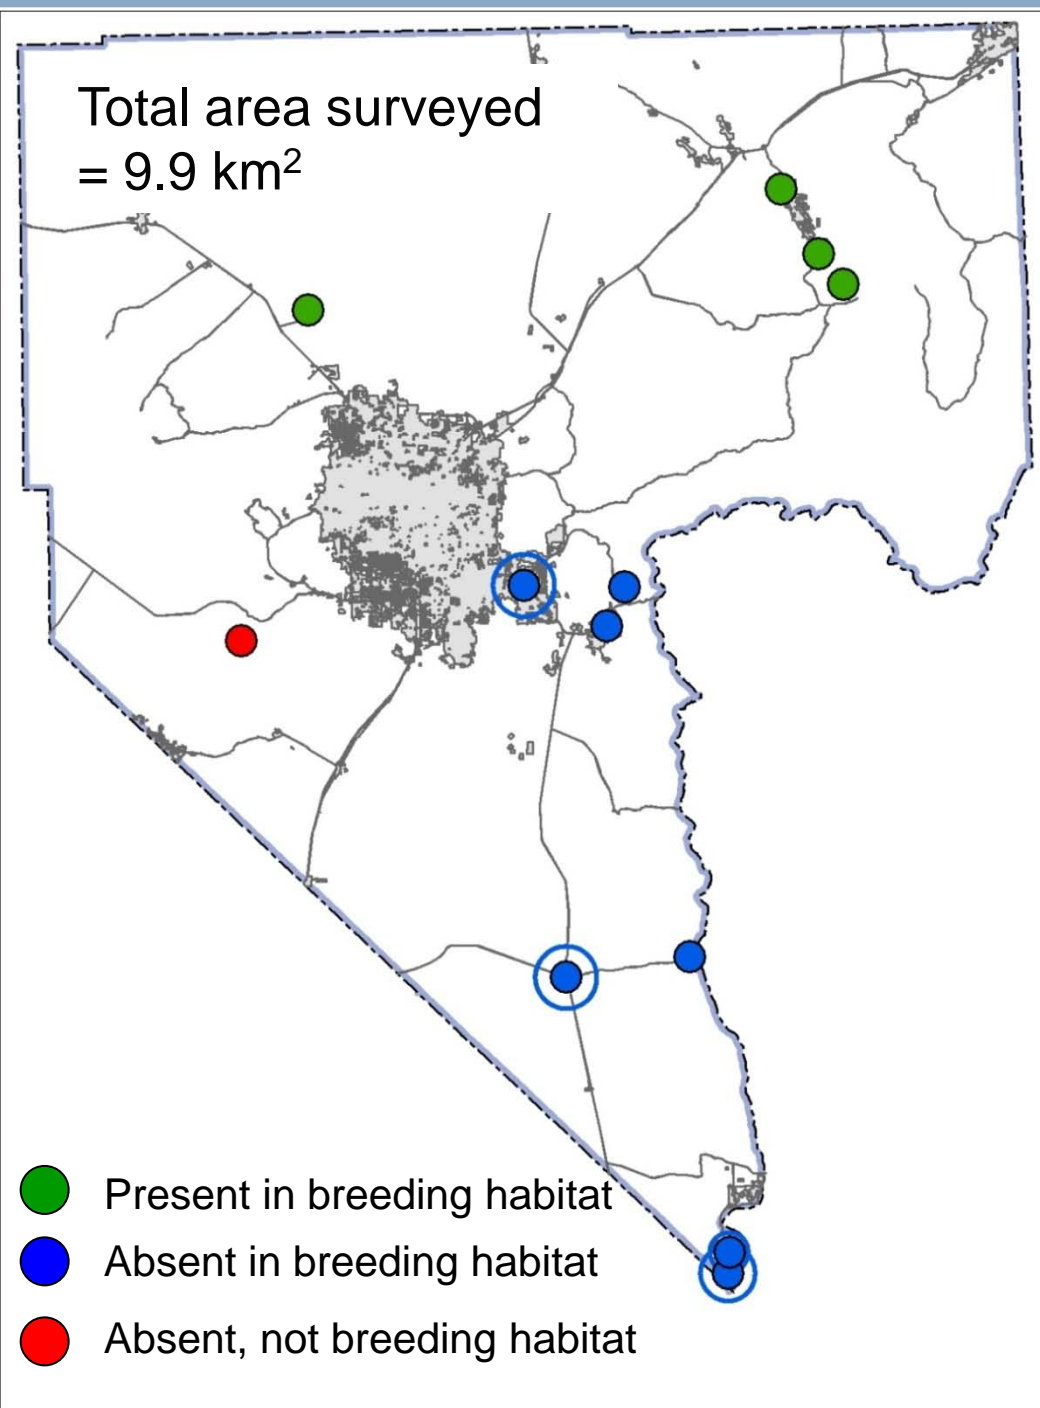 Total area surveyed
= 9.9 km²
Present in breeding habitat
Absent in breeding habitat
Absent, not breeding habitat